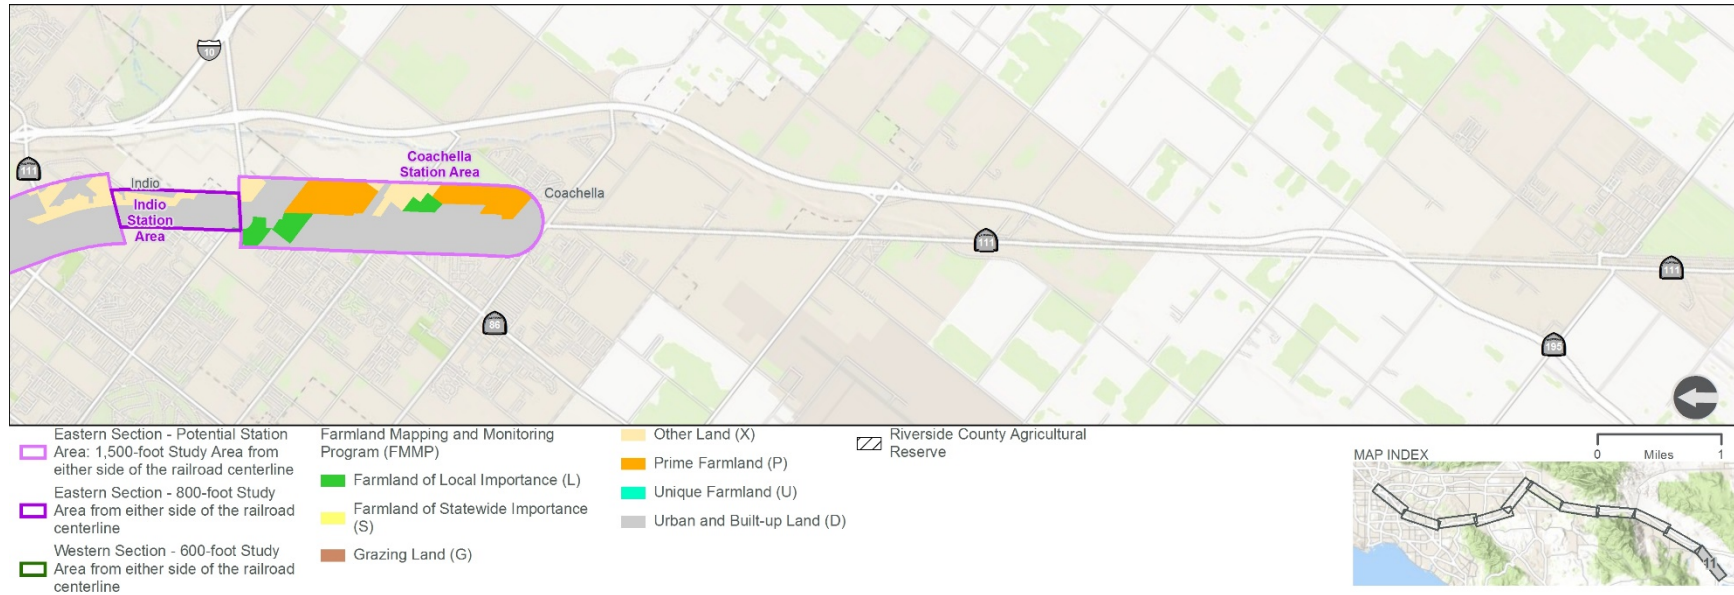 10
111
Indio
Indio
Station
Area
Coachella
Station Area
Coachella
86
111
111
195
Eastern Section - Potential Station
Area: 1,500-foot Study Area from
either side of the railroad centerline
Eastern Section - 800-foot Study
Area from either side of the railroad
centerline
Western Section - 600-foot Study
Area from either side of the railroad
centerline
Farmland Mapping and Monitoring
Program (FMMP)
Farmland of Local Importance (L)
Farmland of Statewide Importance
(S)
Grazing Land (G)
Other Land (X)
Prime Farmland (P)
Unique Farmland (U)
Urban and Built-up Land (D)
Riverside County Agricultural
Reserve
0 Miles 1
MAP INDEX
11